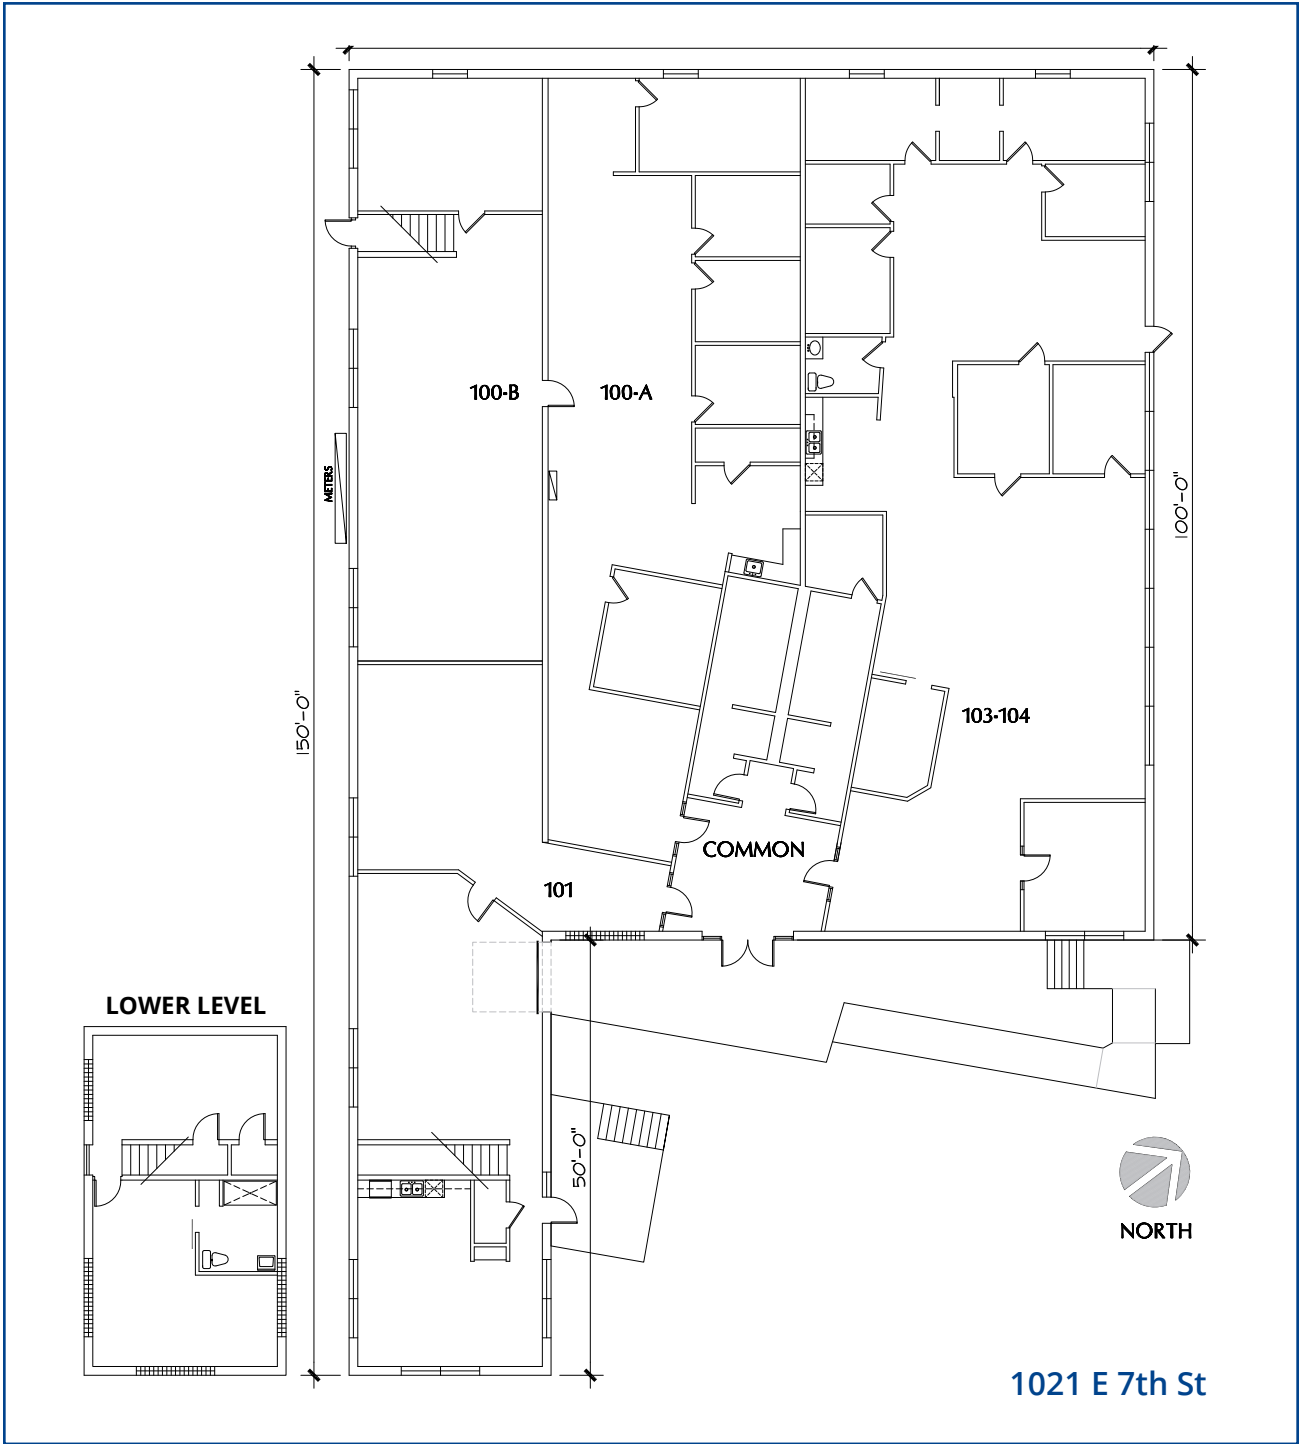 100-B
100-A
METERS
100'-0"
150'-0"
103-104
COMMON
101
LOWER LEVEL
50'-0"
NORTH
1021 E 7th St